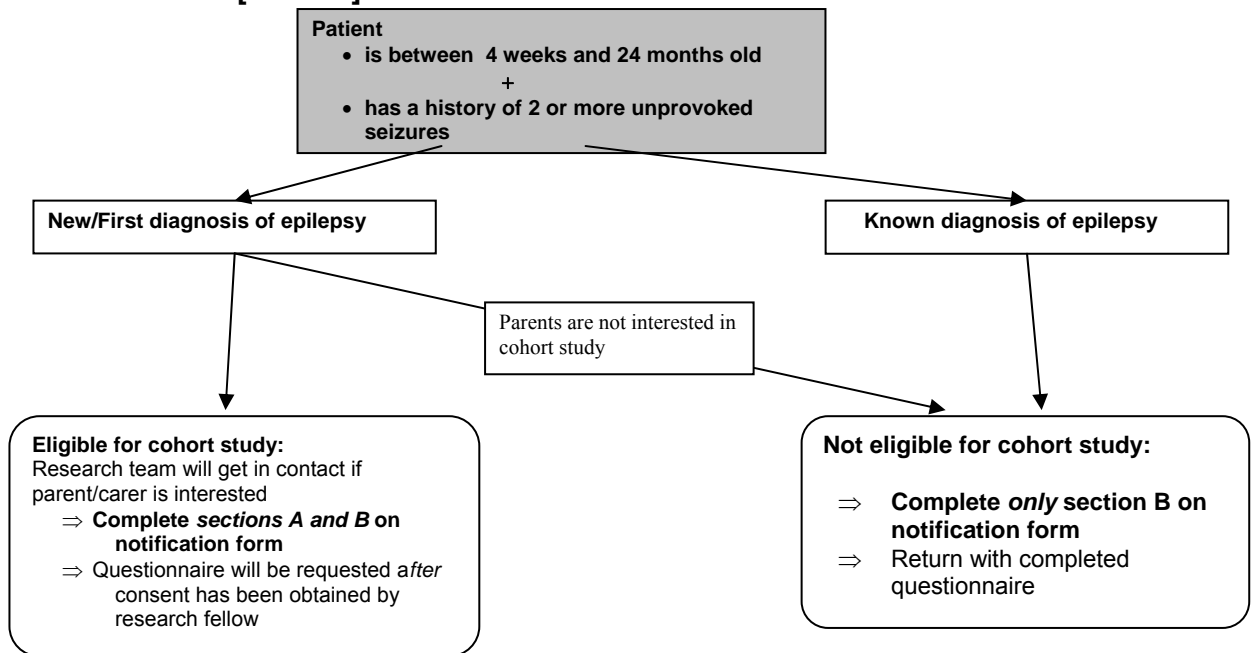 Patient
• is between 4 weeks and 24 months old
+
• has a history of 2 or more unprovoked
seizures
New/First diagnosis of epilepsy
Known diagnosis of epilepsy
Parents are not interested in
cohort study
Eligible for cohort study:
Research team will get in contact if
parent/carer is interested
⇒ Complete sections A and B on
notification form
⇒ Questionnaire will be requested after
consent has been obtained by
research fellow
Not eligible for cohort study:
⇒ Complete only section B on
notification form
⇒ Return with completed
questionnaire